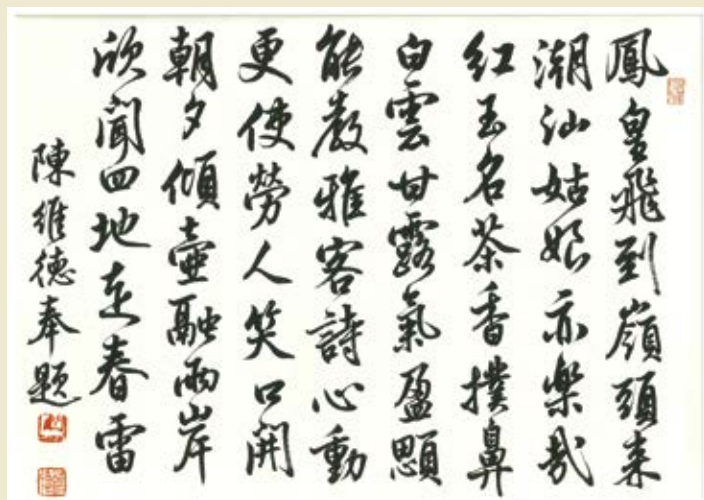 鳳皇飛到嶺頭来
潮汕姑娘亦樂哉
紅玉名茶香撲鼻
白雲甘露氣盈顋
能教雅客詩心動
更使勞人笑口開
朝夕傾壺融兩岸
欣聞四地走春雷
陳維德奉題